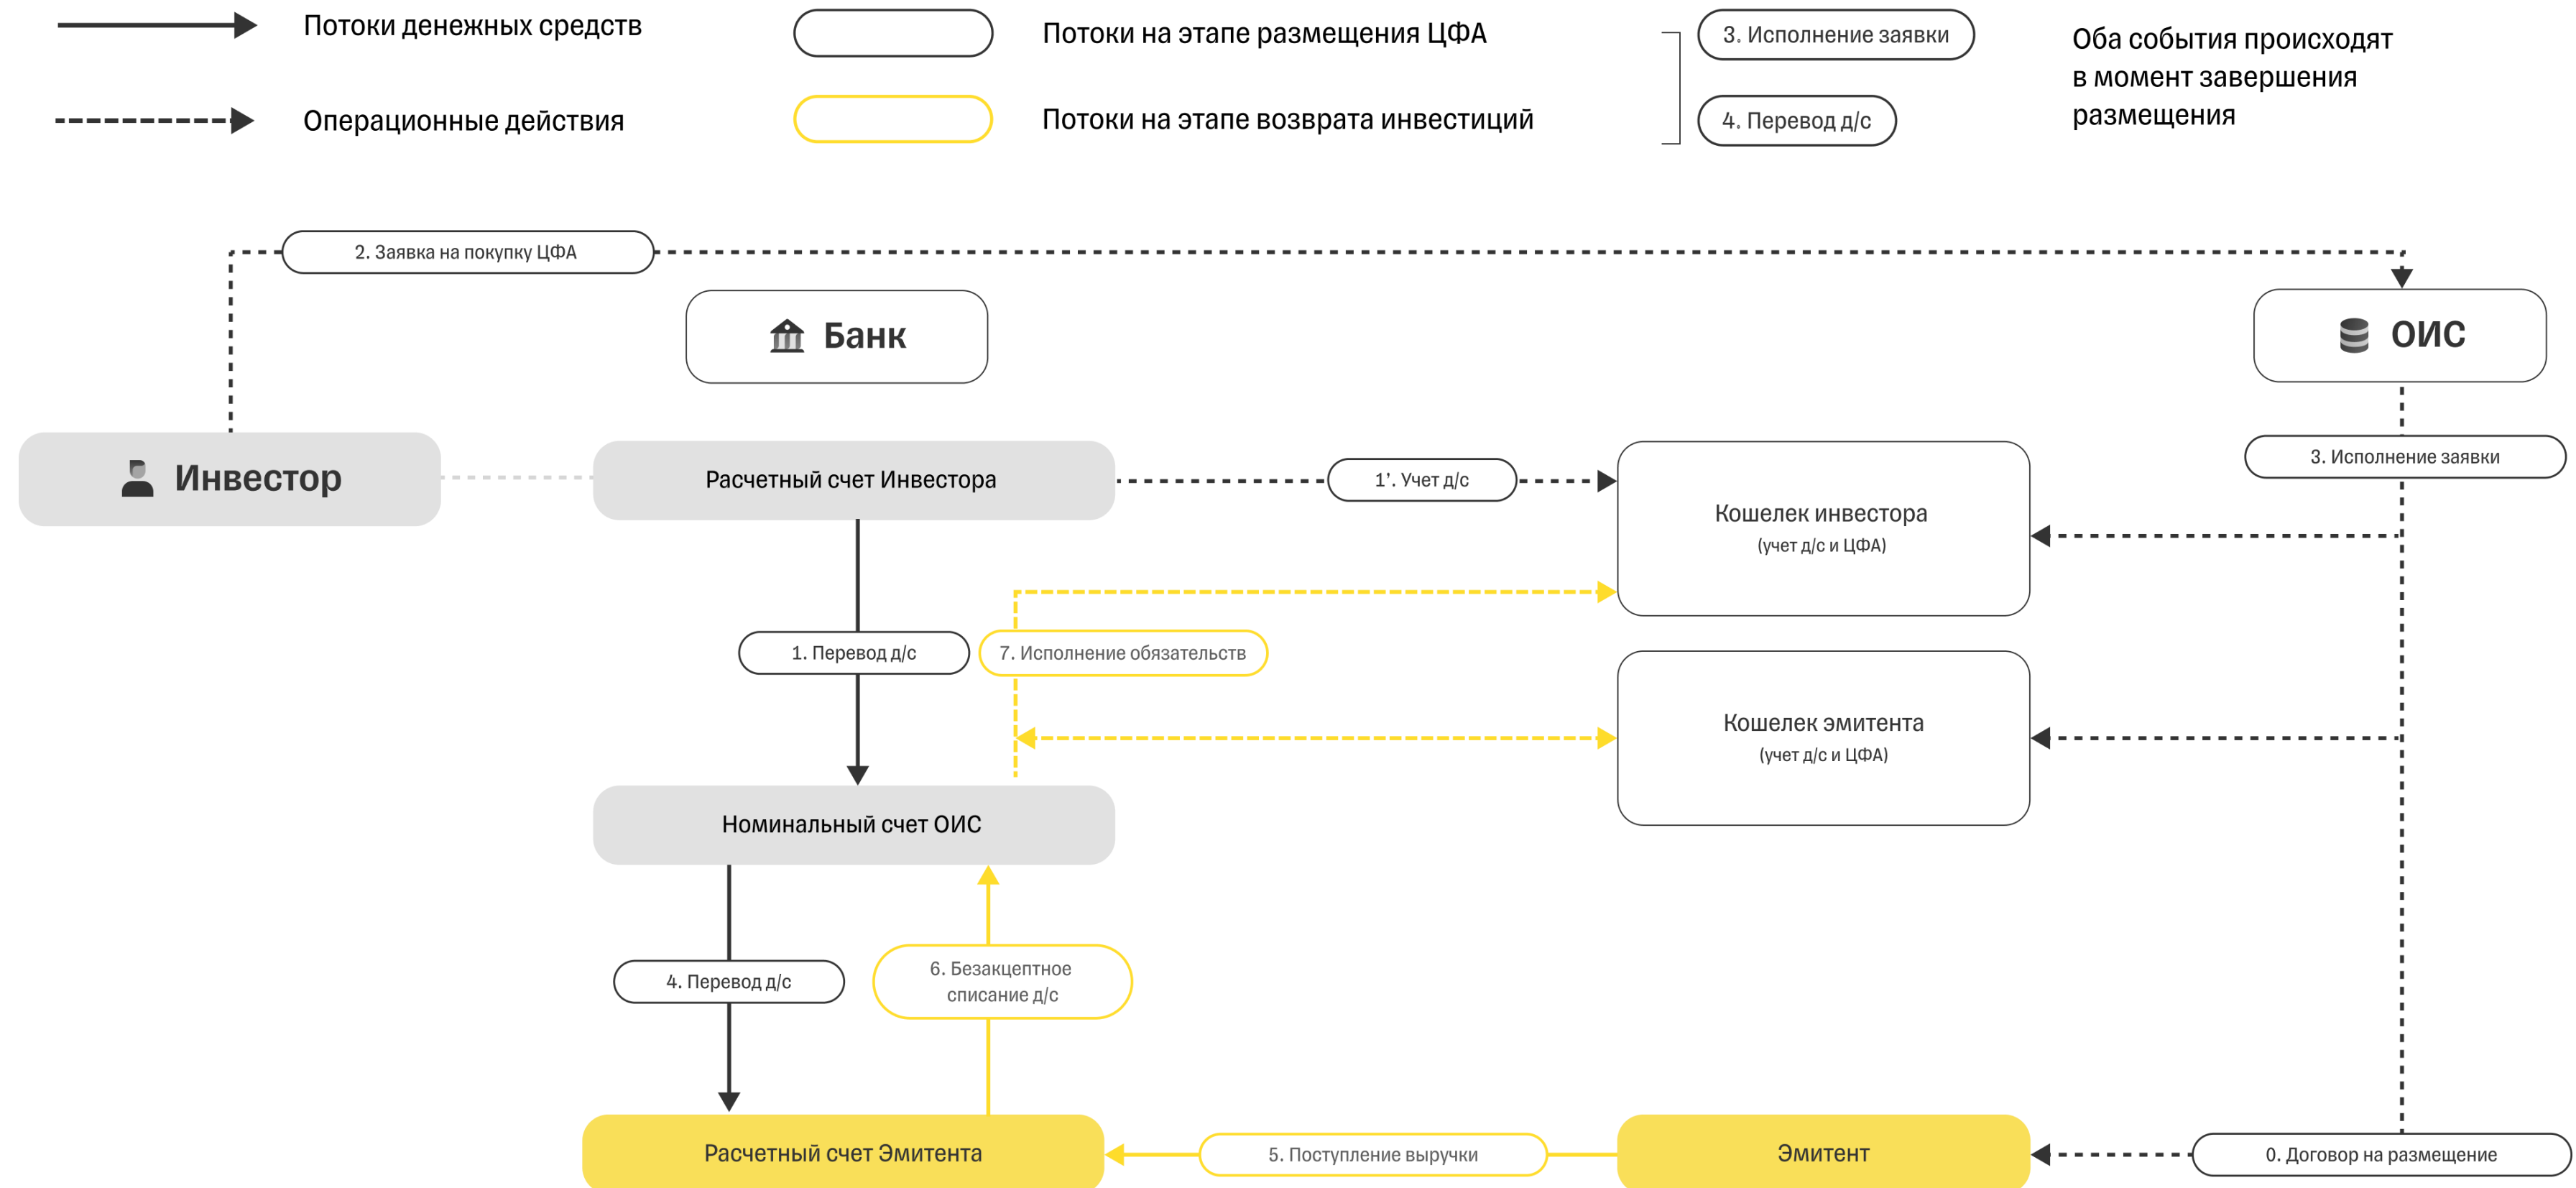 Потоки денежных средств
Операционные действия
Потоки на этапе размещения ЦФА
Потоки на этапе возврата инвестиций
3. Исполнение заявки
4. Перевод д/с
Оба события происходят
в момент завершения
размещения
2. Заявка на покупку ЦФА
Банк
ОИС
Инвестор
Расчетный счет Инвестора
1’. Учет д/с
Кошелек инвестора
(учет д/с и ЦФА)
3. Исполнение заявки
1. Перевод д/с
7. Исполнение обязательств
Кошелек эмитента
(учет д/с и ЦФА)
Номинальный счет ОИС
4. Перевод д/с
6. Безакцептное
списание д/с
Расчетный счет Эмитента
5. Поступление выручки
Эмитент
0. Договор на размещение